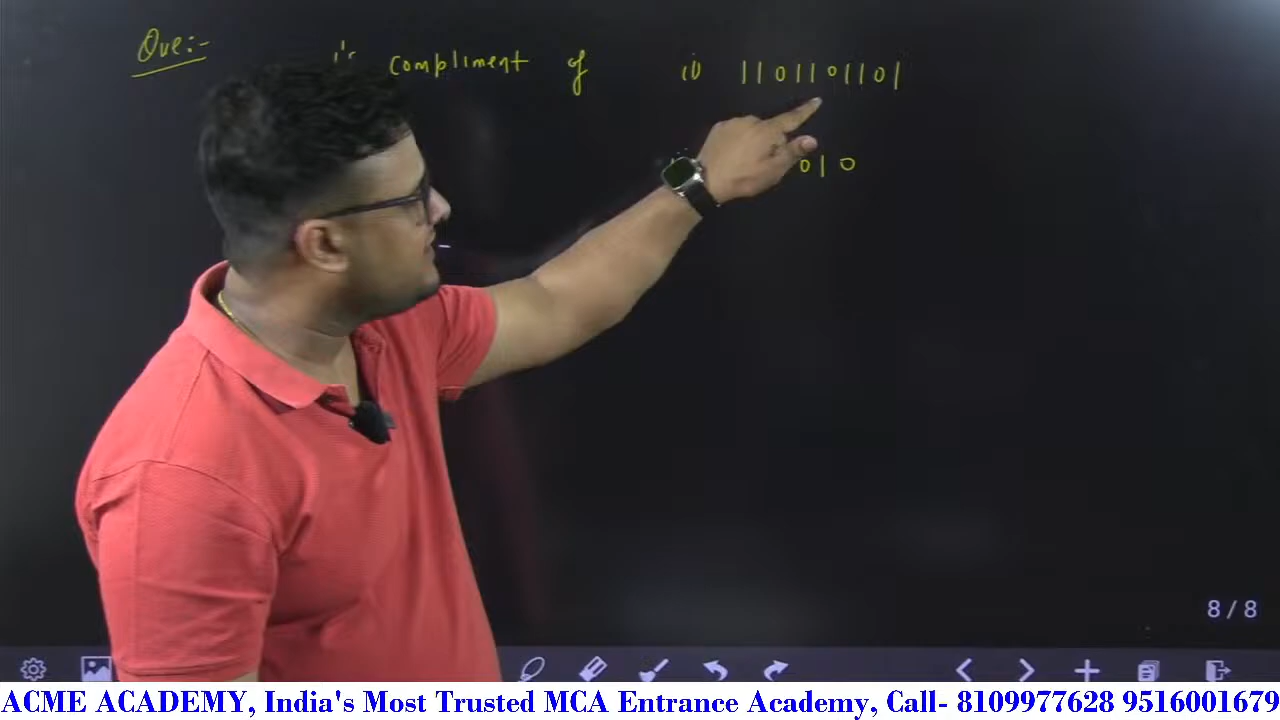 Que:- 1's compliment of i) 1101101101
010
8/8
ACME ACADEMY, India's Most Trusted MCA Entrance Academy, Call- 8109977628 9516001679